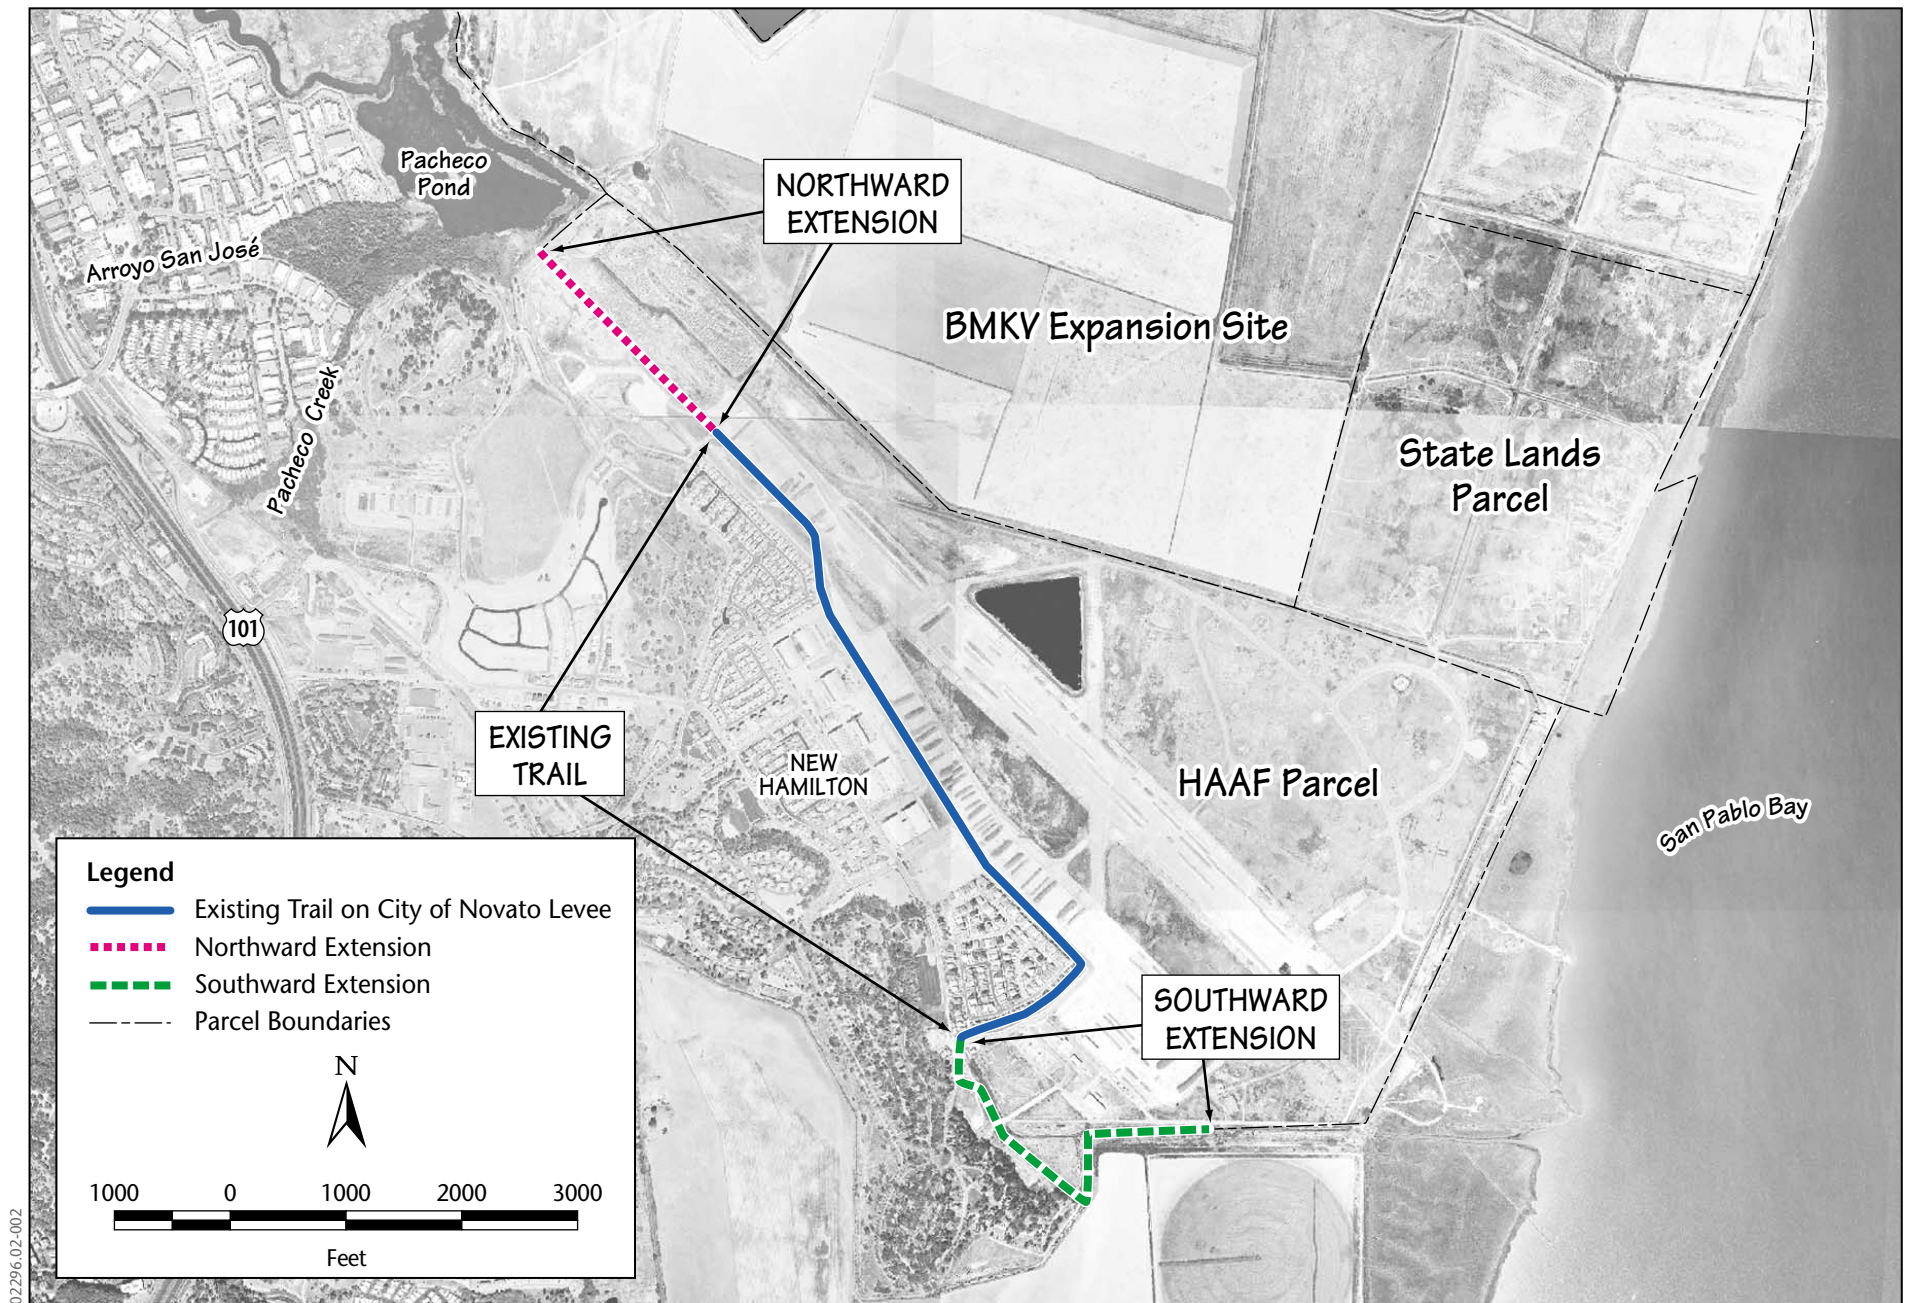 Pacheco
Pond
NORTHWARD
EXTENSION
Arroyo San José
BMKV Expansion Site
Pacheco Creek
State Lands
Parcel
101
EXISTING
TRAIL
NEW
HAMILTON
HAAF Parcel
San Pablo Bay
SOUTHWARD
EXTENSION
Legend
Existing Trail on City of Novato Levee
Northward Extension
Southward Extension
Parcel Boundaries
N
1000 0 1000 2000 3000
Feet
02296.02-002